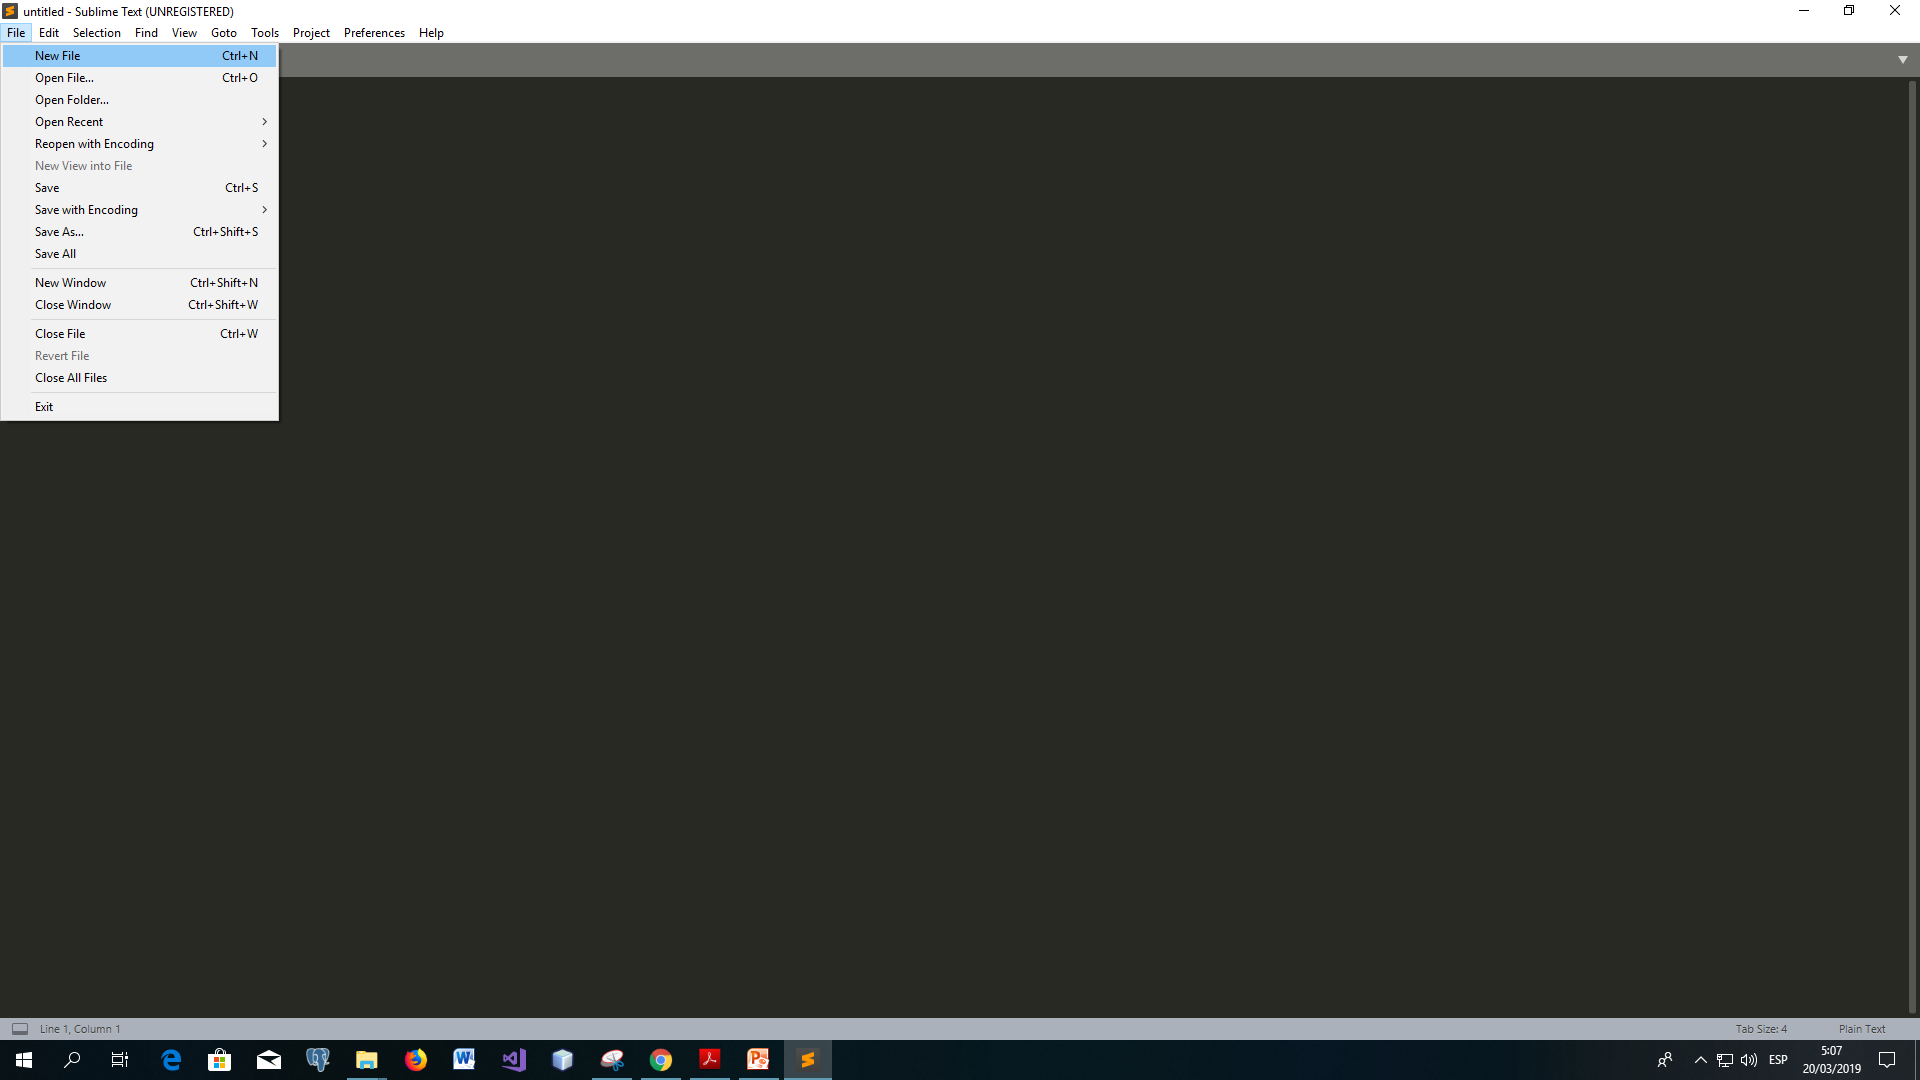 untitled - Sublime Text (UNREGISTERED)
File Edit Selection Find View Goto Tools Project Preferences Help
New File Ctrl+N
Open File... Ctrl+O
Open Folder...
Open Recent
Reopen with Encoding
New View into File
Save Ctrl+S
Save with Encoding
Save As... Ctrl+Shift+S
Save All
New Window Ctrl+Shift+N
Close Window Ctrl+Shift+W
Close File Ctrl+W
Revert File
Close All Files
Exit
Line 1, Column 1 Tab Size: 4 Plain Text
ESP
5:07
20/03/2019